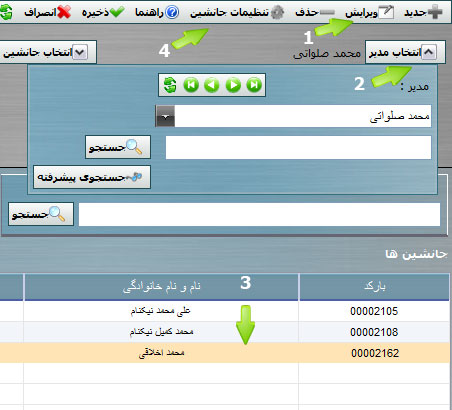 جدید ویرایش حذف تنظیمات جانشین راهنما ذخیره انصراف
1
4
انتخاب مدیر محمد صلواتی انتخاب جانشین
2
مدیر :
محمد صلواتی
جستجو
جستجوی پیشرفته
جستجو
جانشین ها
بارکد نام و نام خانوادگی
3
00002105 علی محمد نیکنام
00002108 محمد کمیل نیکنام
00002162 محمد اخلاقی